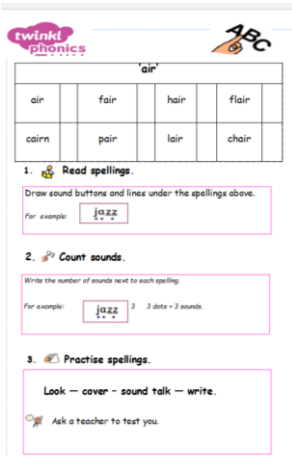 twinkl
phonics
ABC
'air'
air fair hair flair
cairn pair lair chair
1. Read spellings.
Draw sound buttons and lines under the spellings above.
For example: jazz
2. Count sounds.
Write the number of sounds next to each spelling.
For example: jazz 3 3 dots = 3 sounds.
3. Practise spellings.
Look – cover – sound talk – write.
Ask a teacher to test you.